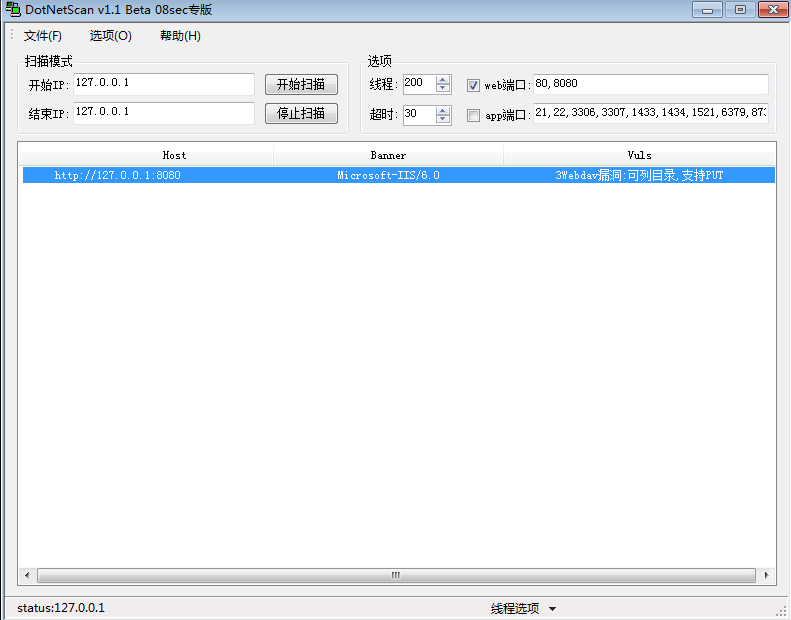 DotNetScan v1.1 Beta 08sec专版
文件(F) 选项(O) 帮助(H)
扫描模式
开始IP: 127.0.0.1 开始扫描
结束IP: 127.0.0.1 停止扫描
选项
线程: 200 web端口: 80,8080
超时: 30 app端口: 21,22,3306,3307,1433,1434,1521,6379,873
Host Banner Vuls
http://127.0.0.1:8080 Microsoft-IIS/6.0 3Webdav漏洞:可列目录,支持PUT
status:127.0.0.1 线程选项